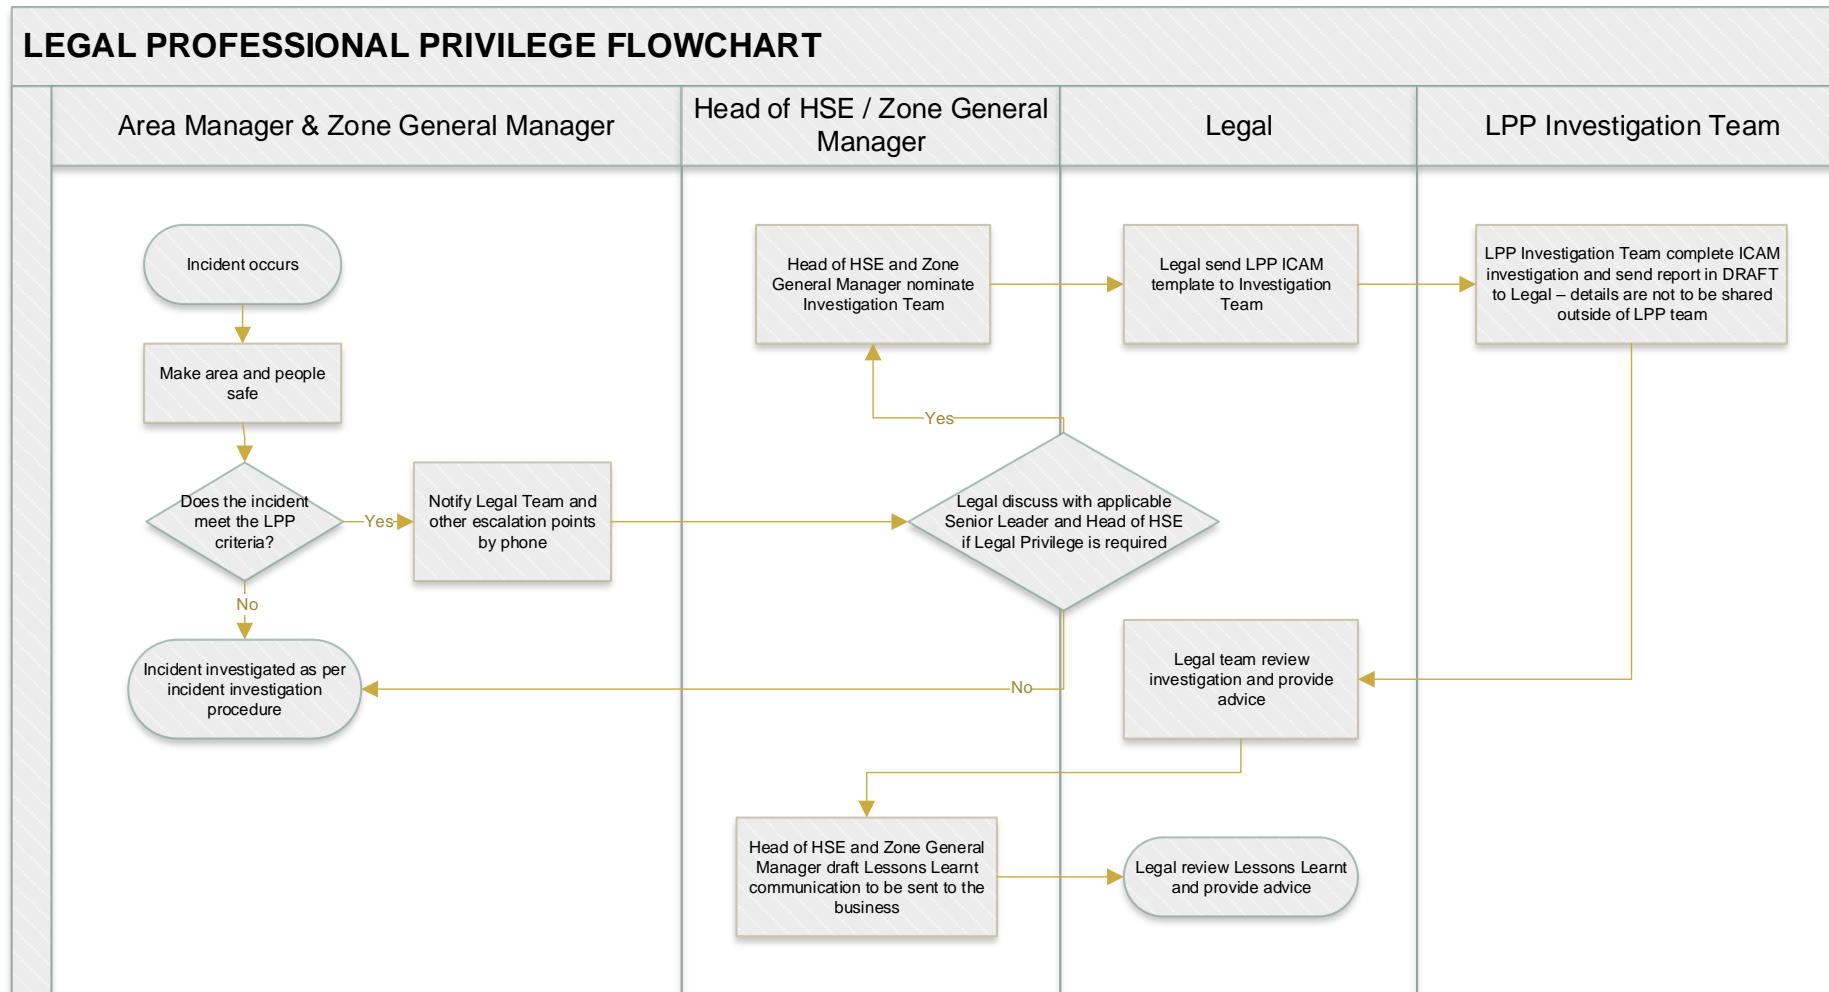 LEGAL PROFESSIONAL PRIVILEGE FLOWCHART
Area Manager & Zone General Manager
Head of HSE / Zone General
Manager
Legal
LPP Investigation Team
Incident occurs
Make area and people
safe
Does the incident
meet the LPP
criteria?
Yes
No
Notify Legal Team and
other escalation points
by phone
Incident investigated as per
incident investigation
procedure
Legal discuss with applicable
Senior Leader and Head of HSE
if Legal Privilege is required
Yes
No
Head of HSE and Zone
General Manager nominate
Investigation Team
Legal send LPP ICAM
template to Investigation
Team
LPP Investigation Team complete ICAM
investigation and send report in DRAFT
to Legal – details are not to be shared
outside of LPP team
Legal team review
investigation and provide
advice
Head of HSE and Zone General
Manager draft Lessons Learnt
communication to be sent to the
business
Legal review Lessons Learnt
and provide advice